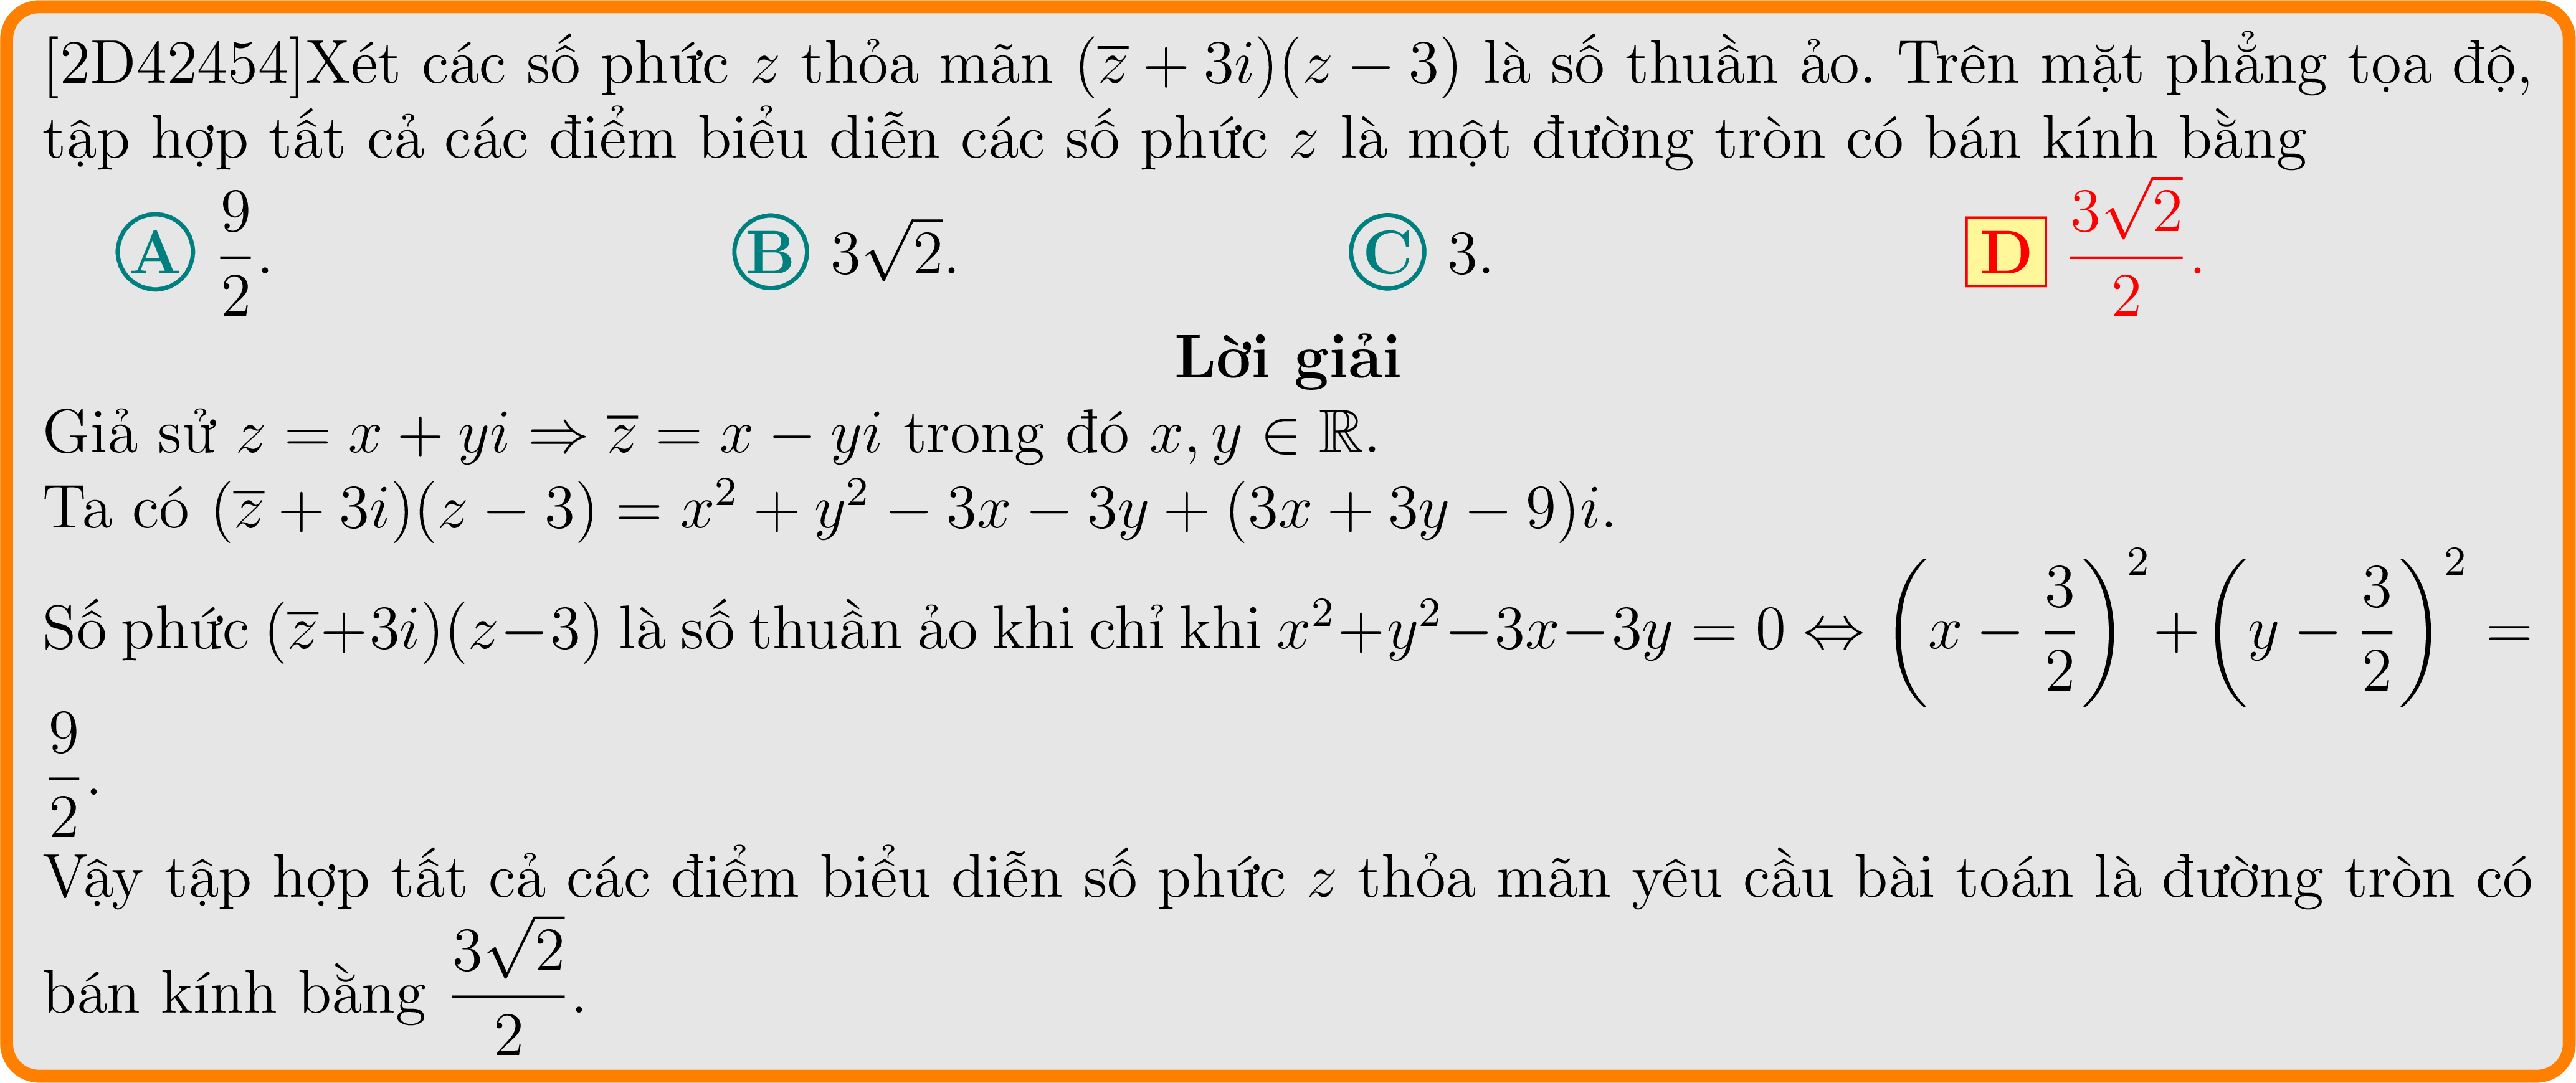 [2D42454]Xét các số phức $z$ thỏa mãn $(\overline{z}+3i)(z-3)$ là số thuần ảo. Trên mặt phẳng tọa độ,
tập hợp tất cả các điểm biểu diễn các số phức $z$ là một đường tròn có bán kính bằng
A $\dfrac{9}{2}$. B $3\sqrt{2}$. C $3$. D $\dfrac{3\sqrt{2}}{2}$.
Lời giải
Giả sử $z=x+yi \Rightarrow \overline{z}=x-yi$ trong đó $x,y\in\mathbb{R}$.
Ta có $(\overline{z}+3i)(z-3)=x^2+y^2-3x-3y+(3x+3y-9)i$.
Số phức $(\overline{z}+3i)(z-3)$ là số thuần ảo khi chỉ khi $x^2+y^2-3x-3y=0 \Leftrightarrow \left(x-\dfrac{3}{2}\right)^2+\left(y-\dfrac{3}{2}\right)^2=$
$\dfrac{9}{2}$.
Vậy tập hợp tất cả các điểm biểu diễn số phức $z$ thỏa mãn yêu cầu bài toán là đường tròn có
bán kính bằng $\dfrac{3\sqrt{2}}{2}$.